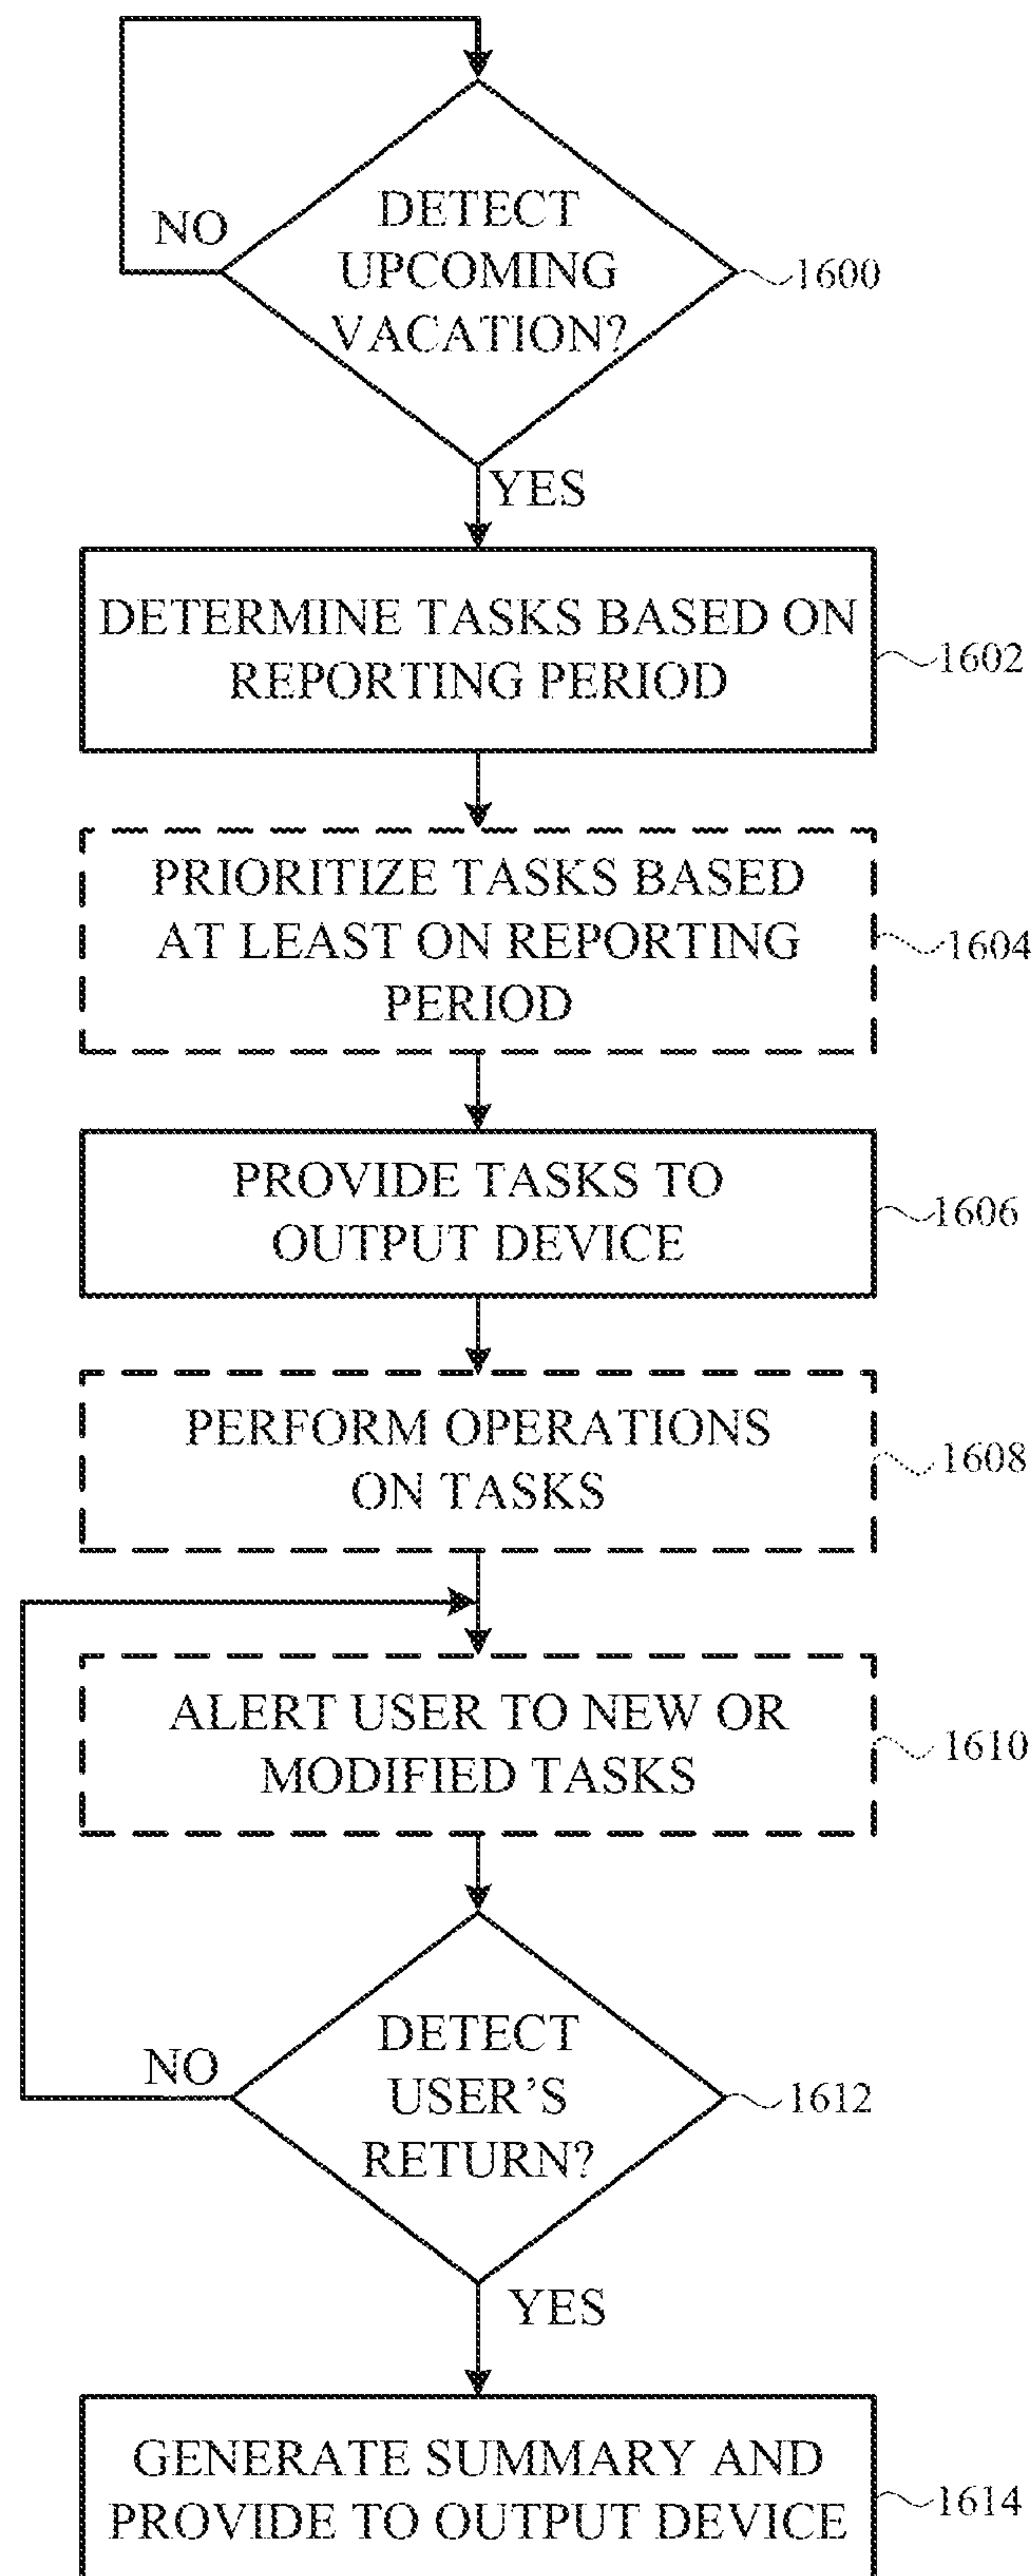 DETECT
UPCOMING
VACATION?
NO
1600
YES
DETERMINE TASKS BASED ON
REPORTING PERIOD
1602
PRIORITIZE TASKS BASED
AT LEAST ON REPORTING
PERIOD
1604
PROVIDE TASKS TO
OUTPUT DEVICE
1606
PERFORM OPERATIONS
ON TASKS
1608
ALERT USER TO NEW OR
MODIFIED TASKS
1610
DETECT
USER'S
RETURN?
NO
1612
YES
GENERATE SUMMARY AND
PROVIDE TO OUTPUT DEVICE
1614